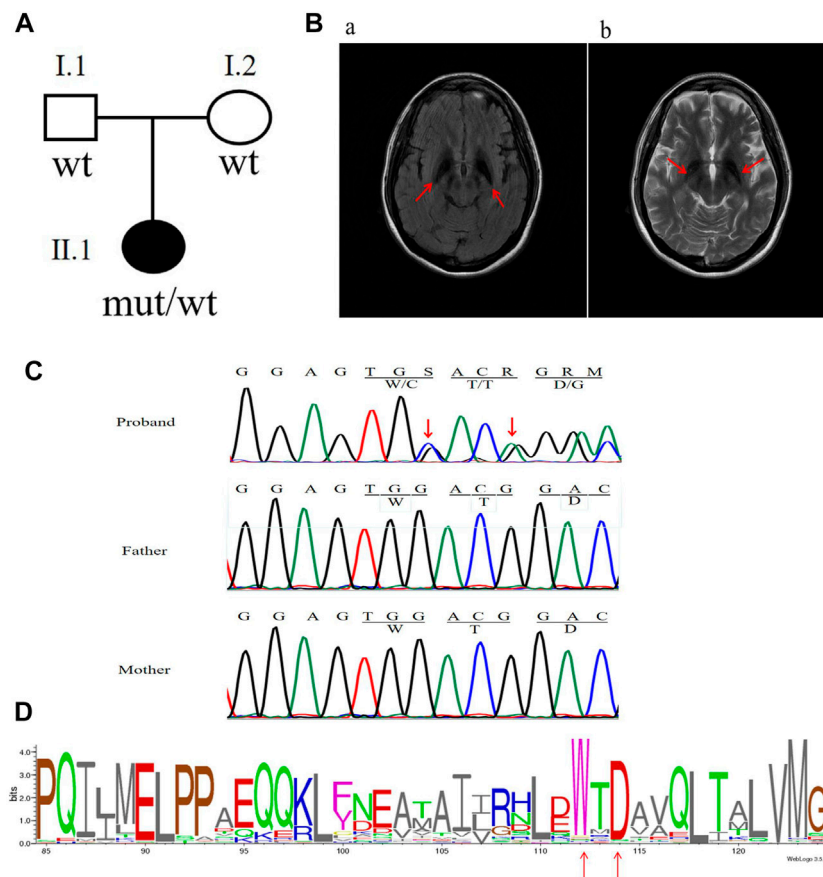 A
B
I.1
I.2
wt
wt
II.1
mut/wt
a
b
C
Proband
G G A G T G S A C R G R M
W/C T/T D/G
Father
G G A G T G G A C G G A C
W T D
Mother
G G A G T G G A C G G A C
W T D
D
bits
4.0
3.0
2.0
1.0
0.0
85 90 95 100 105 110 115 120
WebLogo 3.5